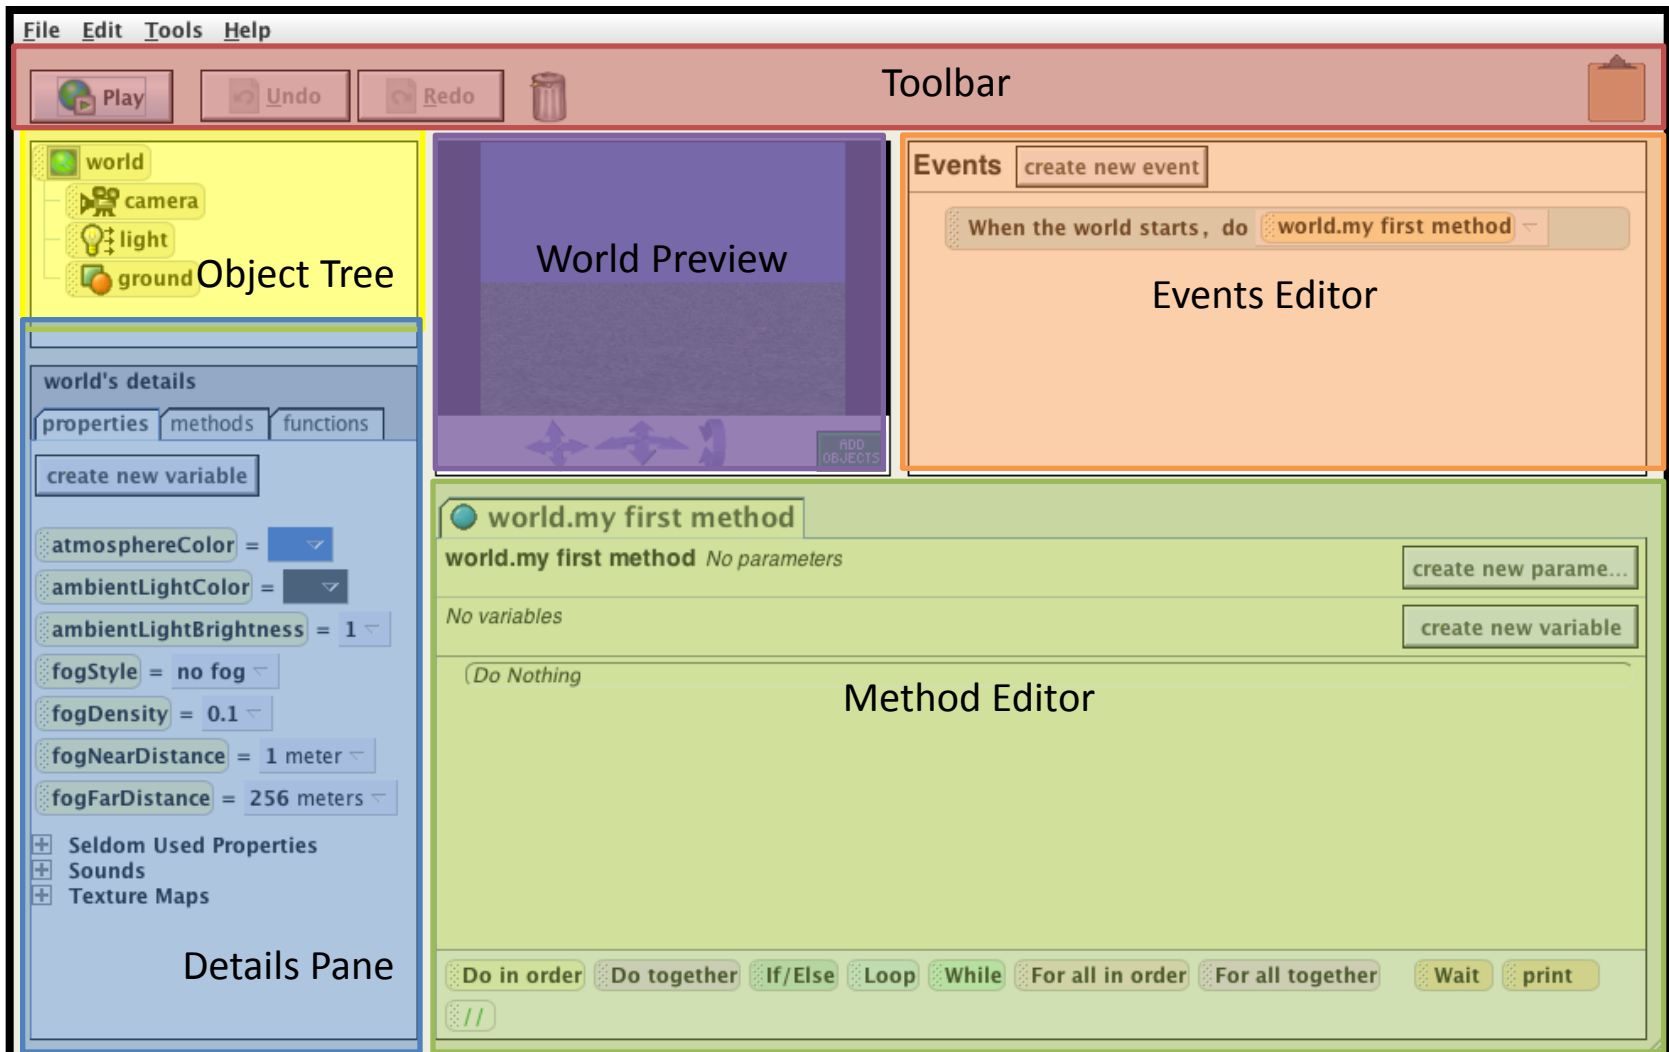 File Edit Tools Help
Play Undo Redo Toolbar
world
camera
light
ground
Object Tree
World Preview
ADD
OBJECTS
Events create new event
When the world starts, do world.my first method
Events Editor
world's details
properties methods functions
create new variable
atmosphereColor =
ambientLightColor =
ambientLightBrightness = 1
fogStyle = no fog
fogDensity = 0.1
fogNearDistance = 1 meter
fogFarDistance = 256 meters
Seldom Used Properties
Sounds
Texture Maps
Details Pane
world.my first method
world.my first method No parameters create new parame...
No variables create new variable
Do Nothing
Method Editor
Do in order Do together If/Else Loop While For all in order For all together Wait print
//